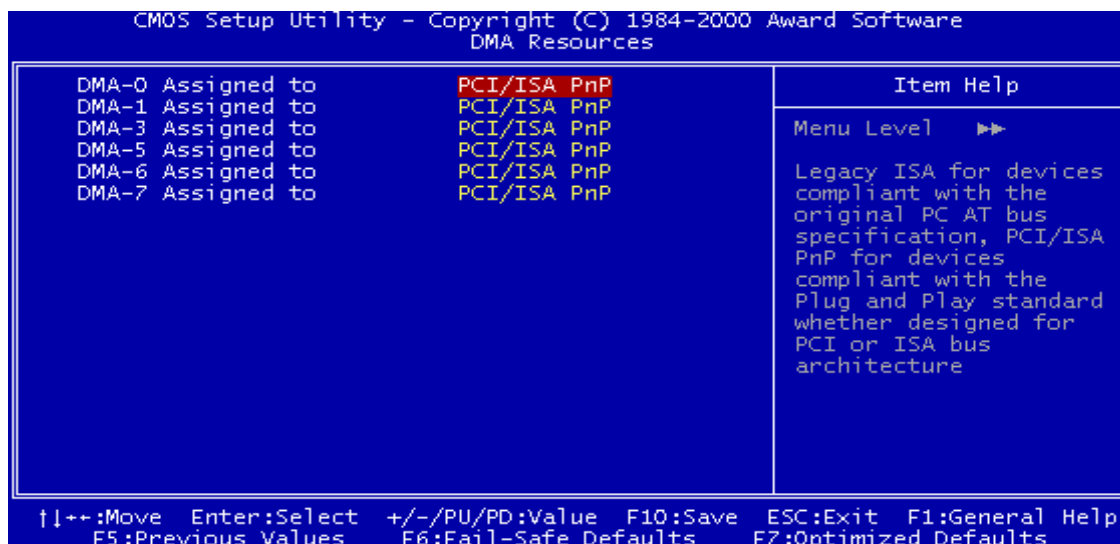 CMOS Setup Utility - Copyright (C) 1984-2000 Award Software
DMA Resources
DMA-0 Assigned to PCI/ISA PnP
DMA-1 Assigned to PCI/ISA PnP
DMA-3 Assigned to PCI/ISA PnP
DMA-5 Assigned to PCI/ISA PnP
DMA-6 Assigned to PCI/ISA PnP
DMA-7 Assigned to PCI/ISA PnP
Item Help
Menu Level ►►
Legacy ISA for devices
compliant with the
original PC AT bus
specification, PCI/ISA
PnP for devices
compliant with the
Plug and Play standard
whether designed for
PCI or ISA bus
architecture
↑↓←→:Move Enter:Select +/-/PU/PD:Value F10:Save ESC:Exit F1:General Help
F5:Previous Values F6:Fail-Safe Defaults F7:Optimized Defaults